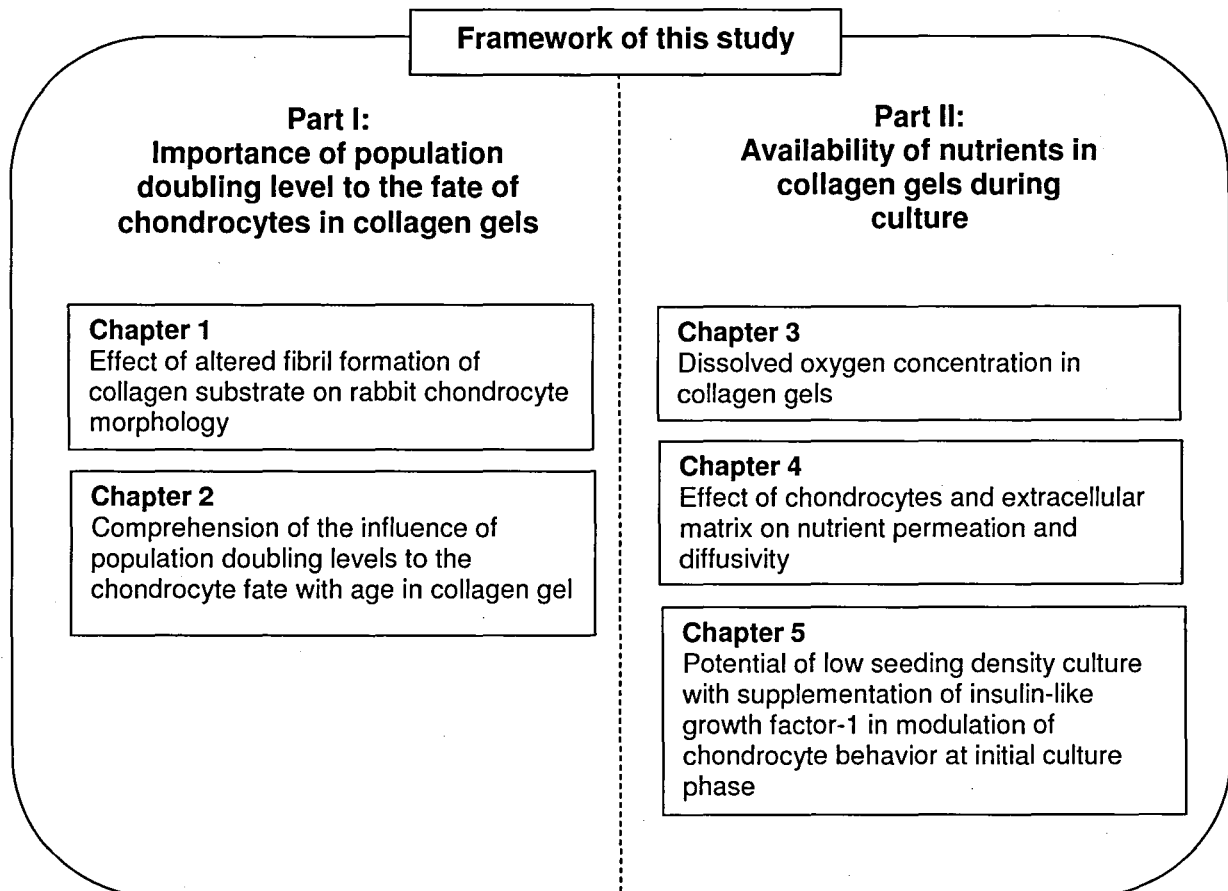 Framework of this study
Part I:
Importance of population
doubling level to the fate of
chondrocytes in collagen gels
Chapter 1
Effect of altered fibril formation of
collagen substrate on rabbit chondrocyte
morphology
Chapter 2
Comprehension of the influence of
population doubling levels to the
chondrocyte fate with age in collagen gel
Part II:
Availability of nutrients in
collagen gels during
culture
Chapter 3
Dissolved oxygen concentration in
collagen gels
Chapter 4
Effect of chondrocytes and extracellular
matrix on nutrient permeation and
diffusivity
Chapter 5
Potential of low seeding density culture
with supplementation of insulin-like
growth factor-1 in modulation of
chondrocyte behavior at initial culture
phase